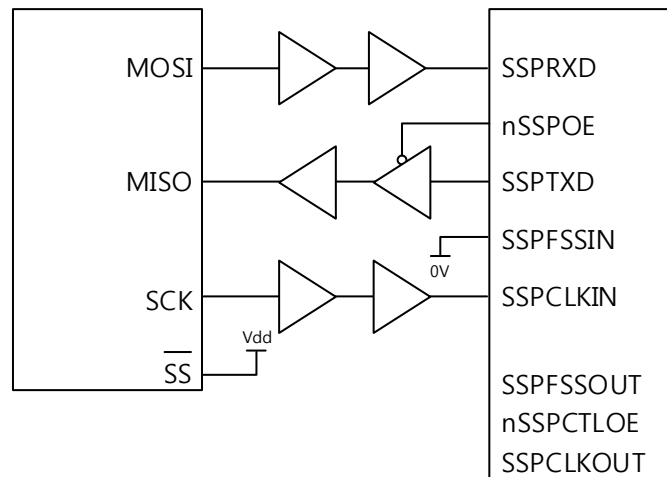 MOSI
SSPRXD
nSSPOE
MISO
SSPTXD
SSPFSSIN
0V
SCK
SSPCLKIN
Vdd
SS
SSPFSSOUT
nSSPCTLOE
SSPCLKOUT